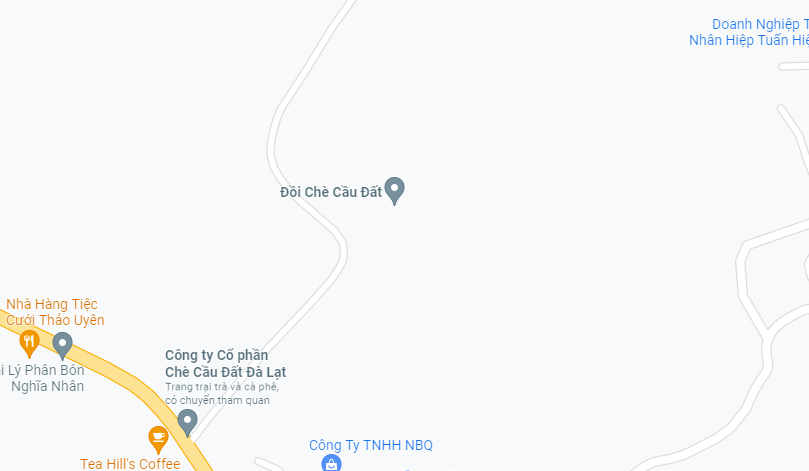 Doanh Nghiệp T
Nhân Hiệp Tuấn Hiệ
Đồi Chè Cầu Đất
Nhà Hàng Tiệc
Cưới Thảo Uyên
i Lý Phân Bón
Nghĩa Nhân
Công ty Cổ phần
Chè Cầu Đất Đà Lạt
Trang trại trà và cà phê,
có chuyến tham quan
Công Ty TNHH NBQ
Tea Hill's Coffee